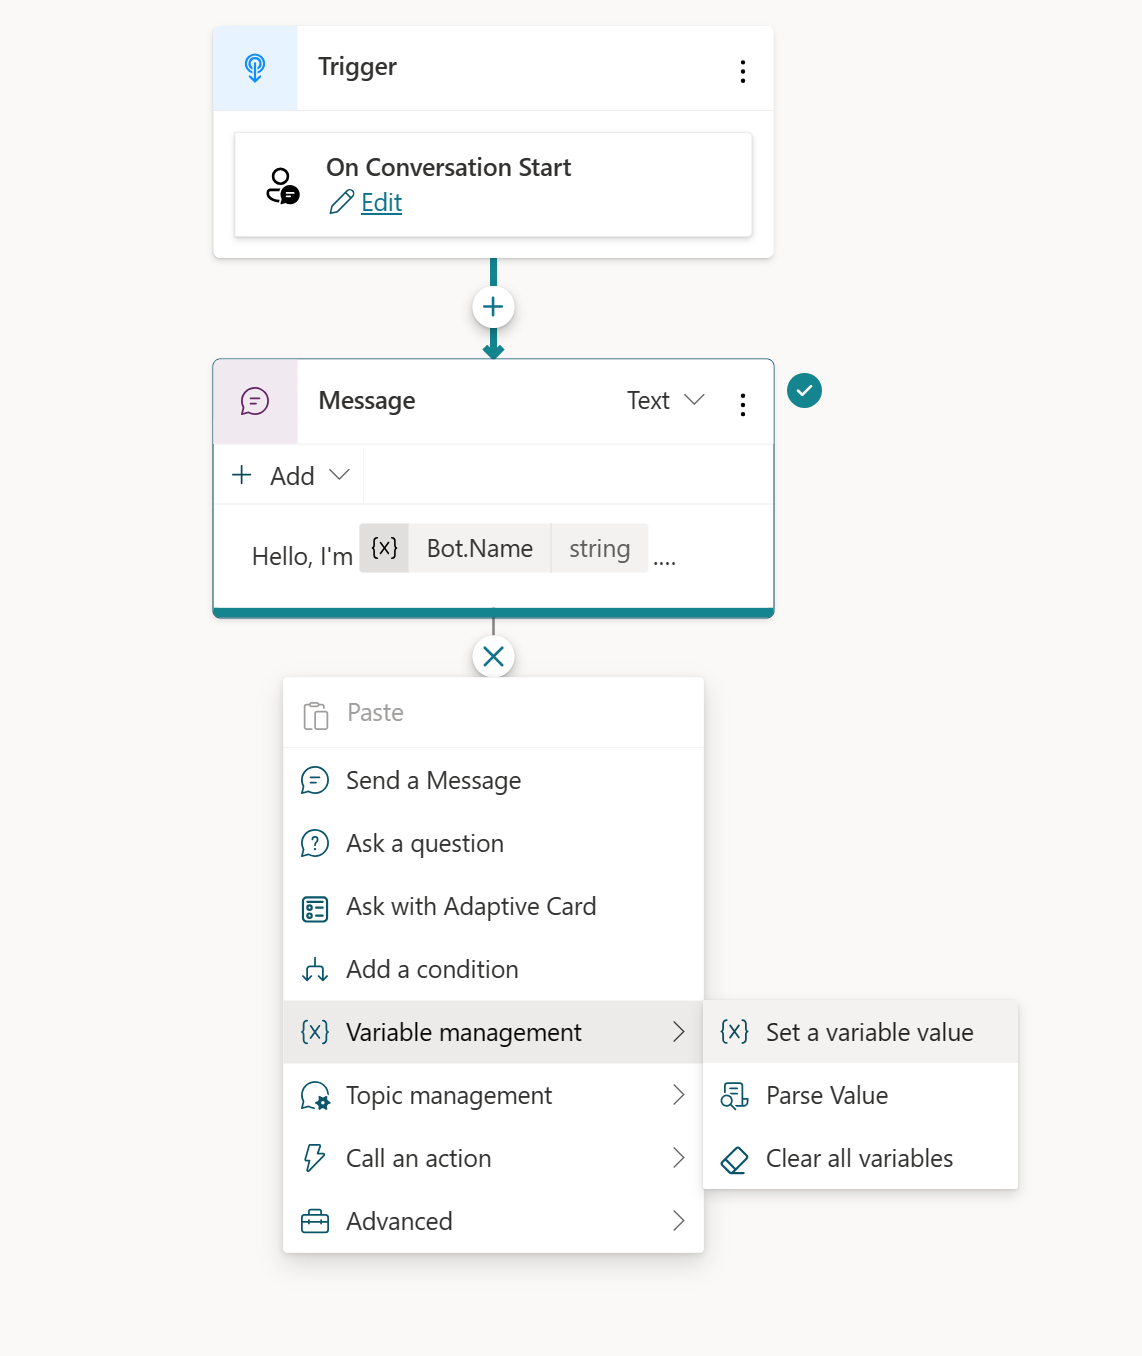 Trigger
On Conversation Start
Edit
Message Text
Add
Hello, I'm {x} Bot.Name string ....
Paste
Send a Message
Ask a question
Ask with Adaptive Card
Add a condition
{x} Variable management
{x} Set a variable value
Topic management
Parse Value
Call an action
Clear all variables
Advanced